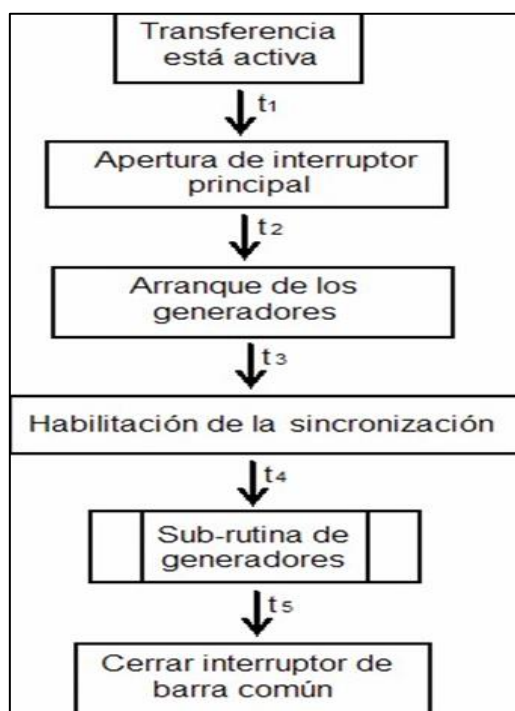 Transferencia
está activa
t1
Apertura de interruptor
principal
t2
Arranque de los
generadores
t3
Habilitación de la sincronización
t4
Sub-rutina de
generadores
t5
Cerrar interruptor de
barra común